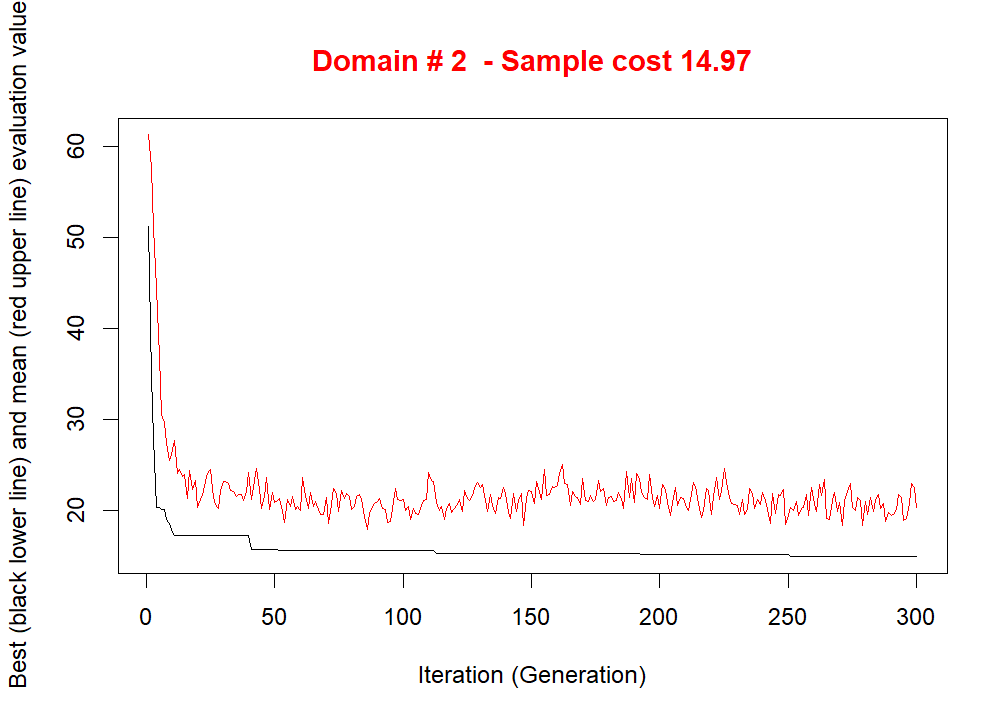 Domain # 2  - Sample cost 14.97
Best (black lower line) and mean (red upper line) evaluation value
60
50
40
30
20
0 50 100 150 200 250 300
Iteration (Generation)